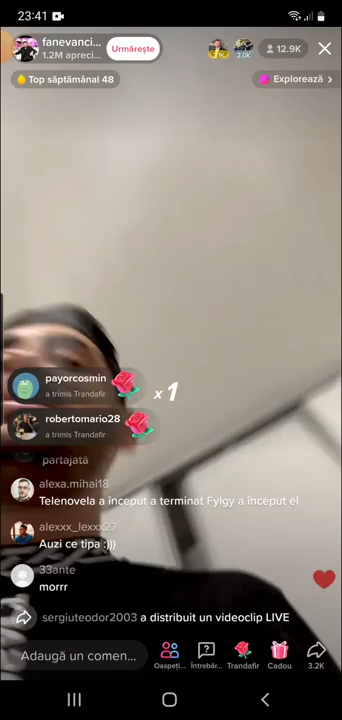 23:41
fanevanci...
1.2M apreci...
Urmărește
1K
2.0K
12.9K
Top săptămânal 48
Explorează >
payorcosmin
a trimis Trandafir
x 1
robertomario28
a trimis Trandafir
partajată
alexa.mihai18
Telenovela a început a terminat Fylgy a început el
alexxx_lexxx27
Auzi ce tipa :)))
33ante
morrr
sergiuteodor2003 a distribuit un videoclip LIVE
Adaugă un comen...
Oaspeți...
Întrebăr...
Trandafir
Cadou
3.2K